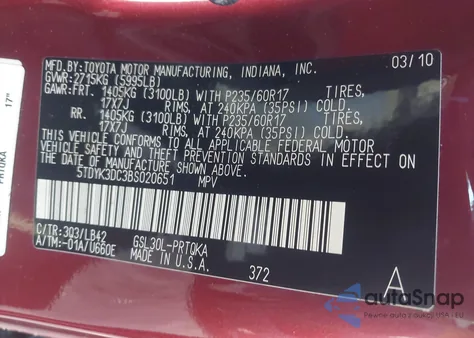 MFD.BY: TOYOTA MOTOR MANUFACTURING, INDIANA, INC. 03/10
GVWR: 2715KG (5995LB)
GAWR:FRT. 1405KG (3100LB) WITH P235/60R17 TIRES,
17X7J RIMS, AT 240KPA (35PSI) COLD.
RR. 1405KG (3100LB) WITH P235/60R17 TIRES,
17X7J RIMS, AT 240KPA (35PSI) COLD.
THIS VEHICLE CONFORMS TO ALL APPLICABLE FEDERAL MOTOR
VEHICLE SAFETY AND THEFT PREVENTION STANDARDS IN EFFECT ON
THE DATE OF MANUFACTURE SHOWN ABOVE.
5TDYK3DC3BS020651 MPV
C/TR: 3Q3/LB42 GSL30L-PRTQKA
A/TM: -01A/U660E MADE IN U.S.A. 372 A
17"
PRTQKA
autoSnap